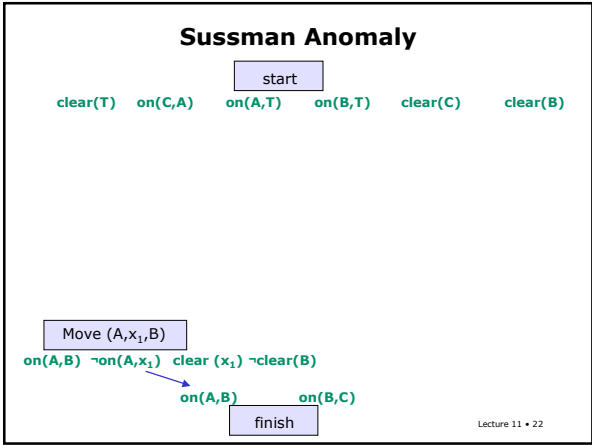 Sussman Anomaly
start
clear(T) on(C,A) on(A,T) on(B,T) clear(C) clear(B)
Move (A,x₁,B)
on(A,B) ¬on(A,x₁) clear (x₁) ¬clear(B)
on(A,B) on(B,C)
finish
Lecture 11 • 22